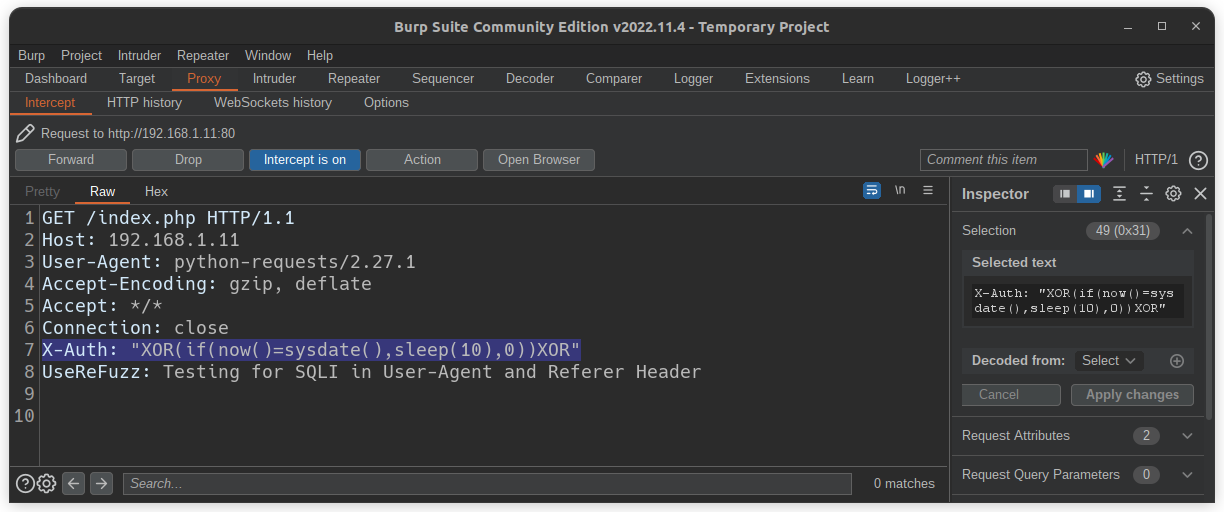 Burp Suite Community Edition v2022.11.4 - Temporary Project
Burp Project Intruder Repeater Window Help
Dashboard Target Proxy Intruder Repeater Sequencer Decoder Comparer Logger Extensions Learn Logger++ Settings
Intercept HTTP history WebSockets history Options
Request to http://192.168.1.11:80
Forward Drop Intercept is on Action Open Browser Comment this item HTTP/1
Pretty Raw Hex \n
1 GET /index.php HTTP/1.1
2 Host: 192.168.1.11
3 User-Agent: python-requests/2.27.1
4 Accept-Encoding: gzip, deflate
5 Accept: */*
6 Connection: close
7 X-Auth: "XOR(if(now()=sysdate(),sleep(10),0))XOR"
8 UseReFuzz: Testing for SQLI in User-Agent and Referer Header
9
10
Search... 0 matches
Inspector
Selection 49 (0x31)
Selected text
X-Auth: "XOR(if(now()=sys
date(),sleep(10),0))XOR"
Decoded from: Select
Cancel Apply changes
Request Attributes 2
Request Query Parameters 0